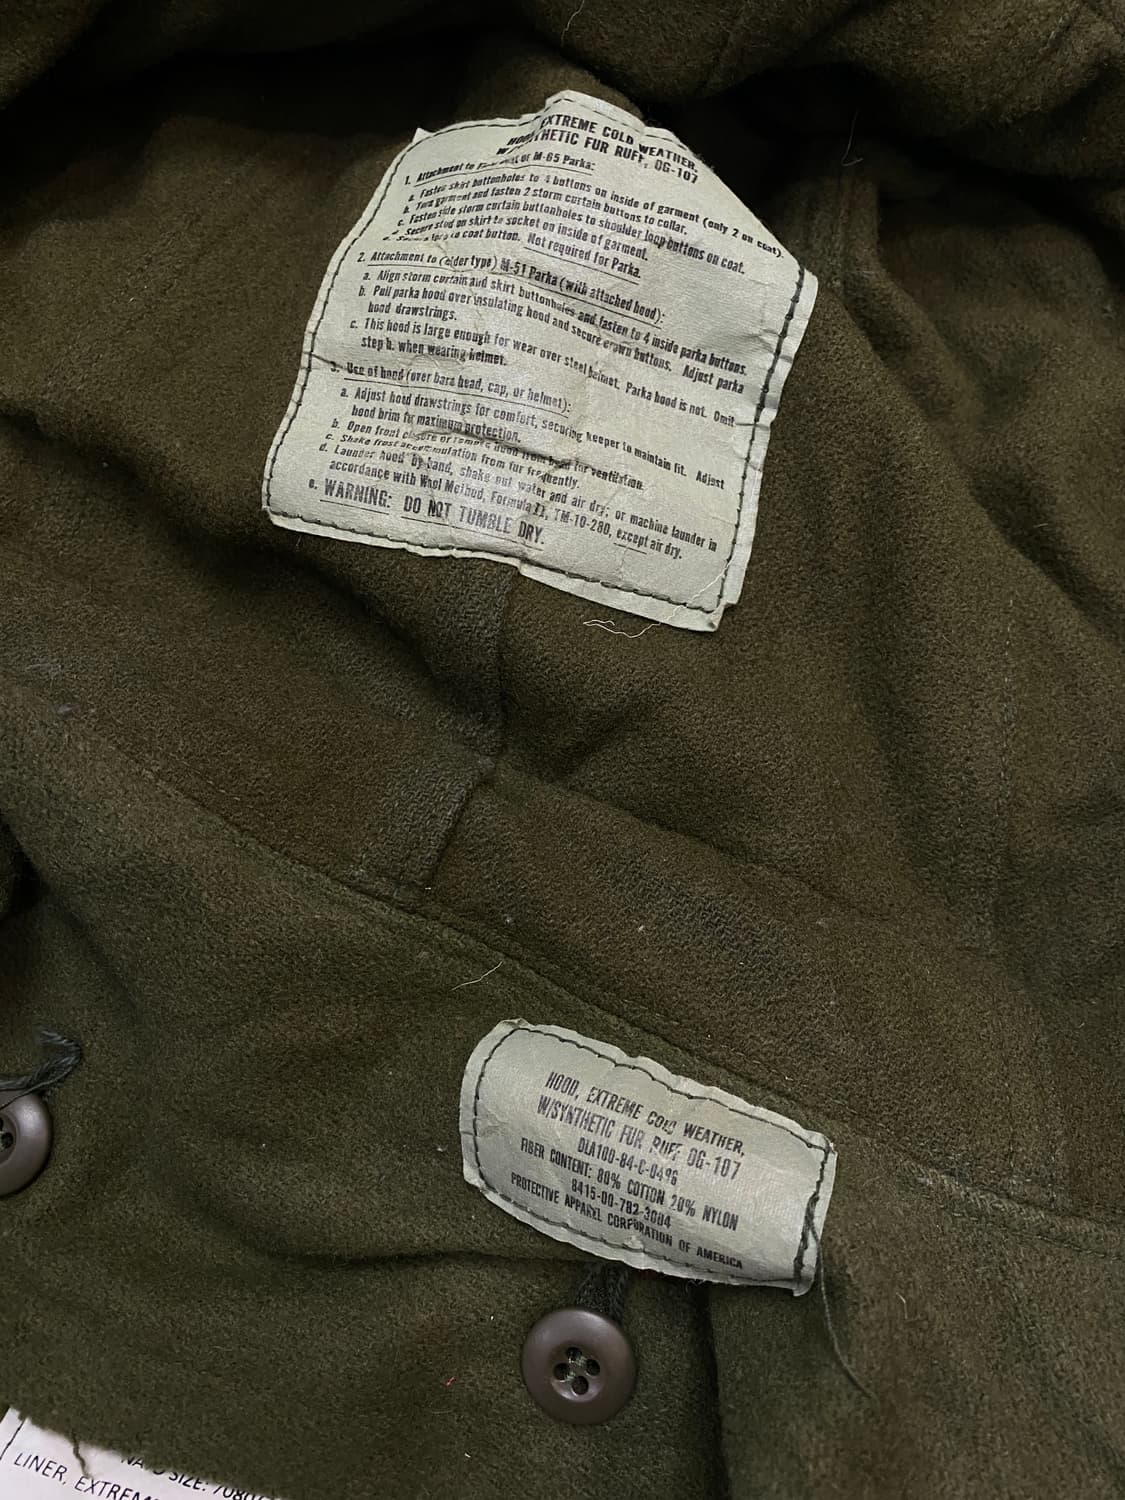 HOOD, EXTREME COLD WEATHER,
W/SYNTHETIC FUR RUFF, OG-107
1. Attachment to or M-65 Parka:
a. Fasten skirt buttonholes to 4 buttons on inside of garment (only 2 on coat).
b. Turn garment and fasten 2 storm curtain buttons to collar.
c. Fasten side storm curtain buttonholes to shoulder loop buttons on coat.
d. Secure stud on skirt to socket on inside of garment.
e. Secure to coat button. Not required for Parka.
2. Attachment to (older type) M-51 Parka (with attached hood):
a. Align storm curtain and skirt buttonholes and fasten to 4 inside parka buttons.
b. Pull parka hood over insulating hood and secure crown buttons. Adjust parka
hood drawstrings.
c. This hood is large enough for wear over steel helmet. Parka hood is not. Omit
step b. when wearing helmet.
3. Use of hood (over bare head, cap, or helmet):
a. Adjust hood drawstrings for comfort, securing keeper to maintain fit. Adjust
hood brim for maximum protection.
b. Open front closure or remove hood from head for ventilation.
c. Shake frost accummulation from fur frequently.
d. Launder hood by hand, shake out water and air dry; or machine launder in
accordance with Wool Method, Formula II, TM-10-280, except air dry.
e. WARNING: DO NOT TUMBLE DRY.
HOOD, EXTREME COLD WEATHER,
W/SYNTHETIC FUR RUFF OG-107
DLA100-84-C-0496
FIBER CONTENT: 80% COTTON 20% NYLON
8415-00-782-3004
PROTECTIVE APPAREL CORPORATION OF AMERICA
SIZE: 7080
LINER, EXTREM